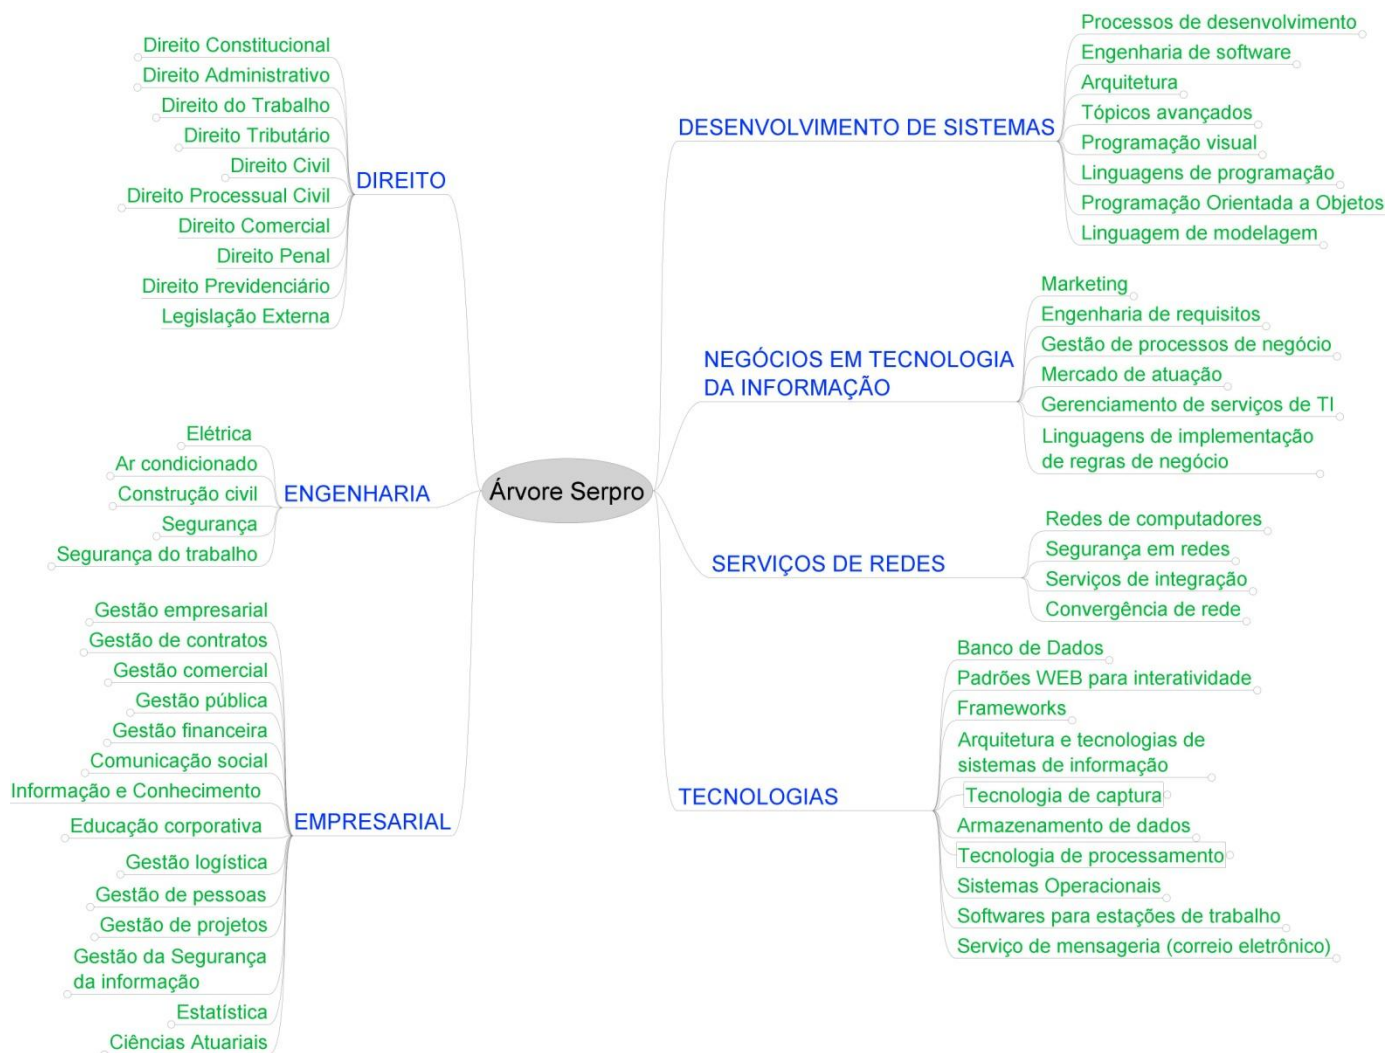 Árvore Serpro
DIREITO
Direito Constitucional
Direito Administrativo
Direito do Trabalho
Direito Tributário
Direito Civil
Direito Processual Civil
Direito Comercial
Direito Penal
Direito Previdenciário
Legislação Externa
ENGENHARIA
Elétrica
Ar condicionado
Construção civil
Segurança
Segurança do trabalho
EMPRESARIAL
Gestão empresarial
Gestão de contratos
Gestão comercial
Gestão pública
Gestão financeira
Comunicação social
Informação e Conhecimento
Educação corporativa
Gestão logística
Gestão de pessoas
Gestão de projetos
Gestão da Segurança
da informação
Estatística
Ciências Atuariais
DESENVOLVIMENTO DE SISTEMAS
Processos de desenvolvimento
Engenharia de software
Arquitetura
Tópicos avançados
Programação visual
Linguagens de programação
Programação Orientada a Objetos
Linguagem de modelagem
NEGÓCIOS EM TECNOLOGIA
DA INFORMAÇÃO
Marketing
Engenharia de requisitos
Gestão de processos de negócio
Mercado de atuação
Gerenciamento de serviços de TI
Linguagens de implementação
de regras de negócio
SERVIÇOS DE REDES
Redes de computadores
Segurança em redes
Serviços de integração
Convergência de rede
TECNOLOGIAS
Banco de Dados
Padrões WEB para interatividade
Frameworks
Arquitetura e tecnologias de
sistemas de informação
Tecnologia de captura
Armazenamento de dados
Tecnologia de processamento
Sistemas Operacionais
Softwares para estações de trabalho
Serviço de mensageria (correio eletrônico)